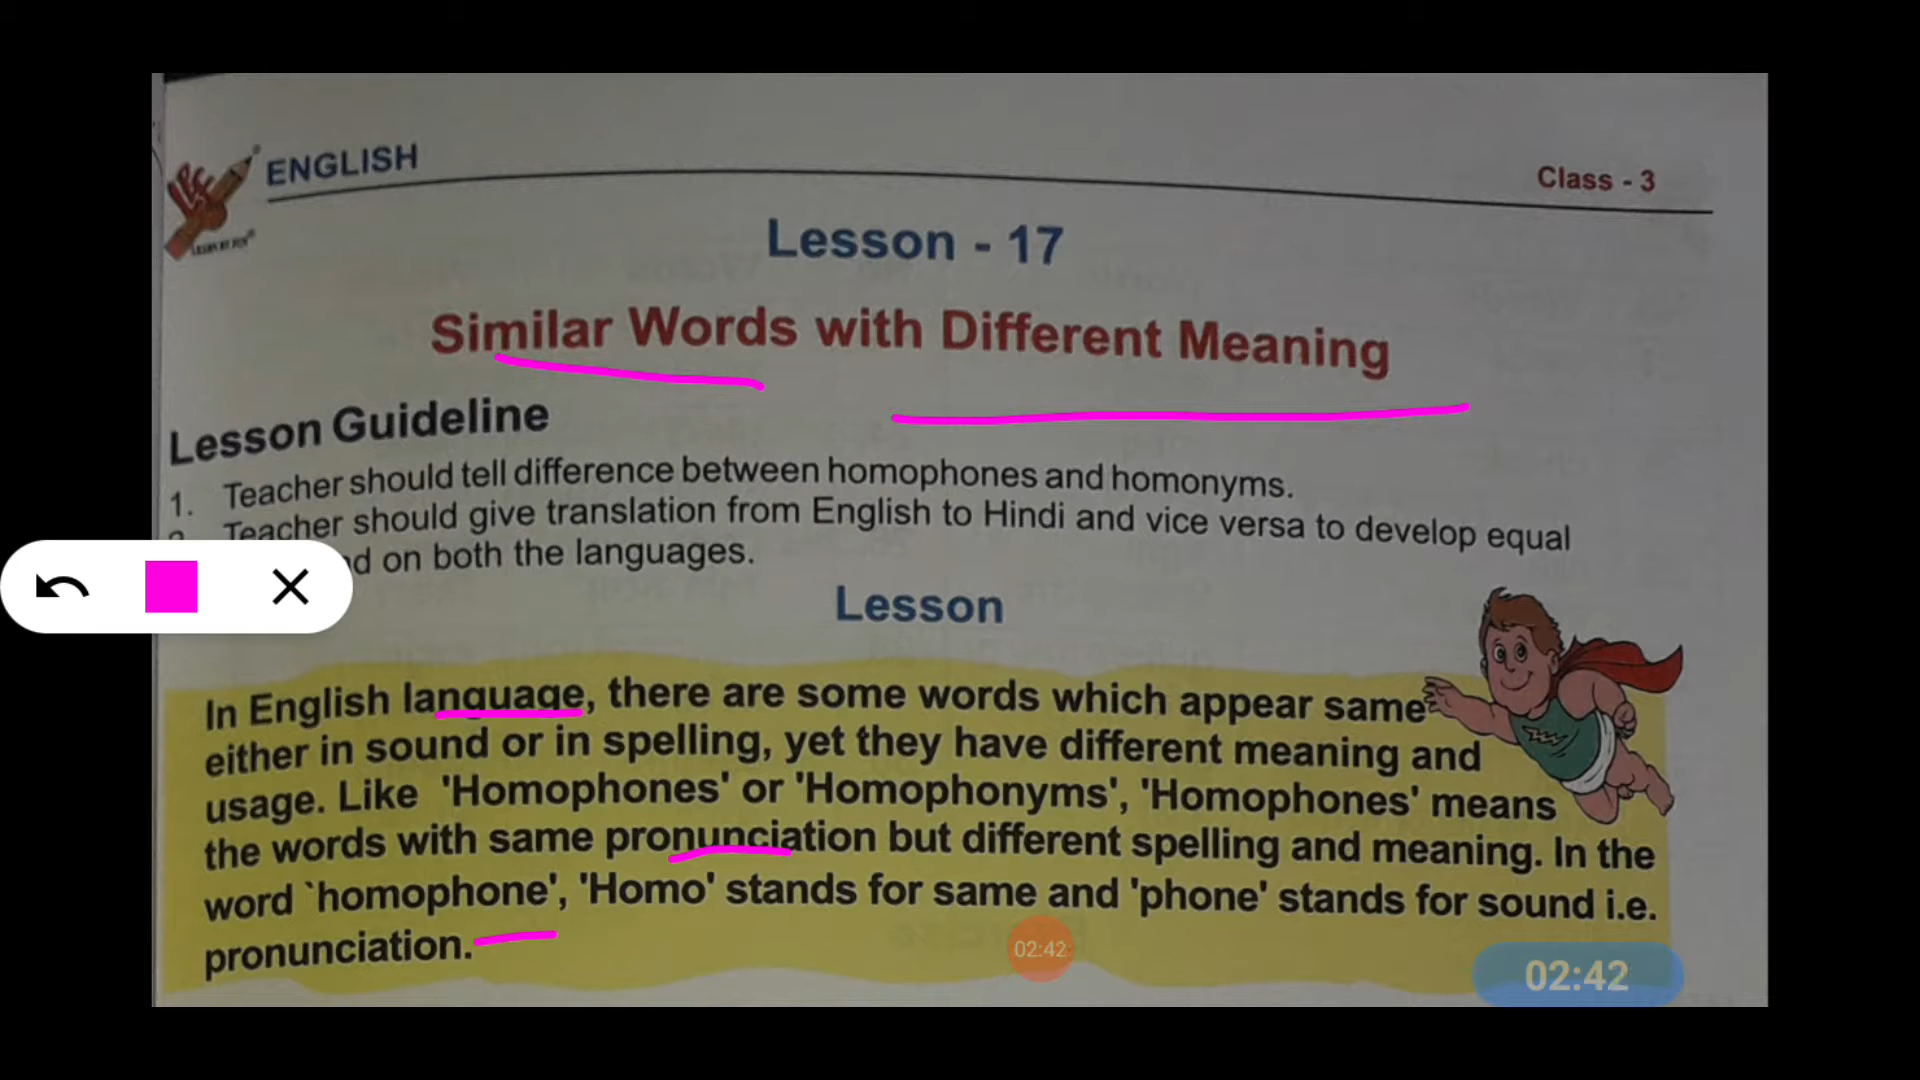 ENGLISH
Class - 3
LEARN BY FUN
Lesson - 17
Similar Words with Different Meaning
Lesson Guideline
1. Teacher should tell difference between homophones and homonyms.
Teacher should give translation from English to Hindi and vice versa to develop equal
on both the languages.
Lesson
In English language, there are some words which appear same
either in sound or in spelling, yet they have different meaning and
usage. Like 'Homophones' or 'Homophonyms', 'Homophones' means
the words with same pronunciation but different spelling and meaning. In the
word `homophone', 'Homo' stands for same and 'phone' stands for sound i.e.
pronunciation.
02:42
02:42